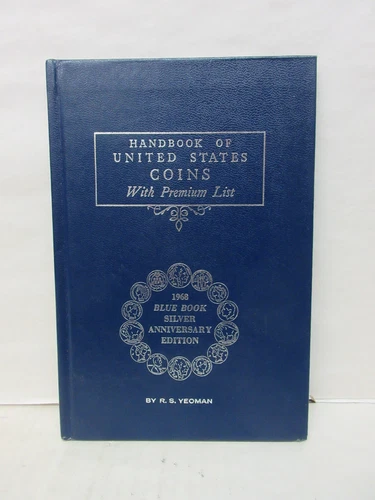 HANDBOOK OF
UNITED STATES
COINS
With Premium List
1968
BLUE BOOK
SILVER
ANNIVERSARY
EDITION
BY R. S. YEOMAN